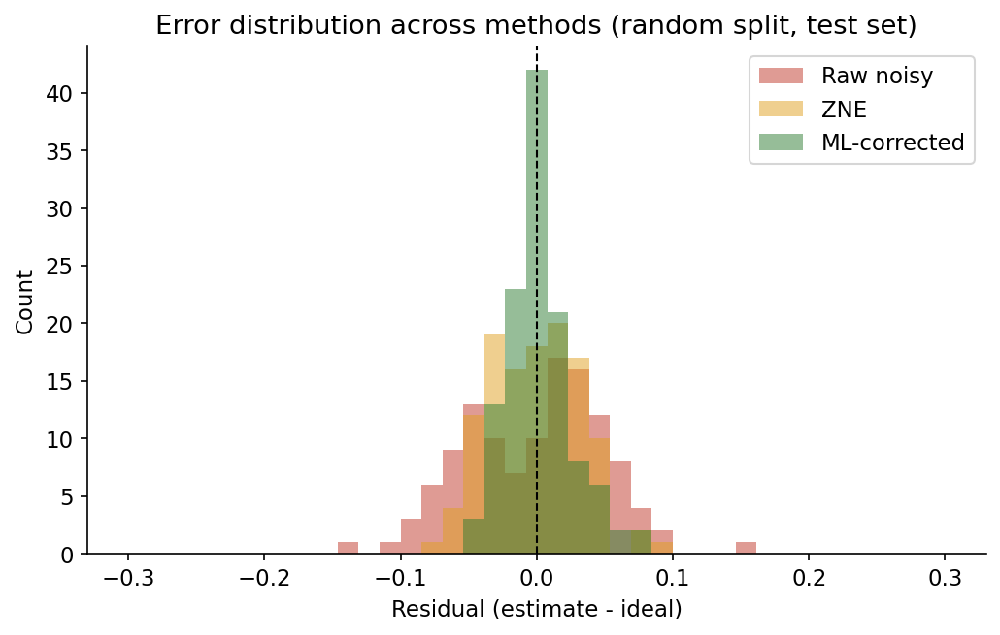 Error distribution across methods (random split, test set)
Raw noisy
ZNE
ML-corrected
Count
40
35
30
25
20
15
10
5
0
−0.3 −0.2 −0.1 0.0 0.1 0.2 0.3
Residual (estimate - ideal)